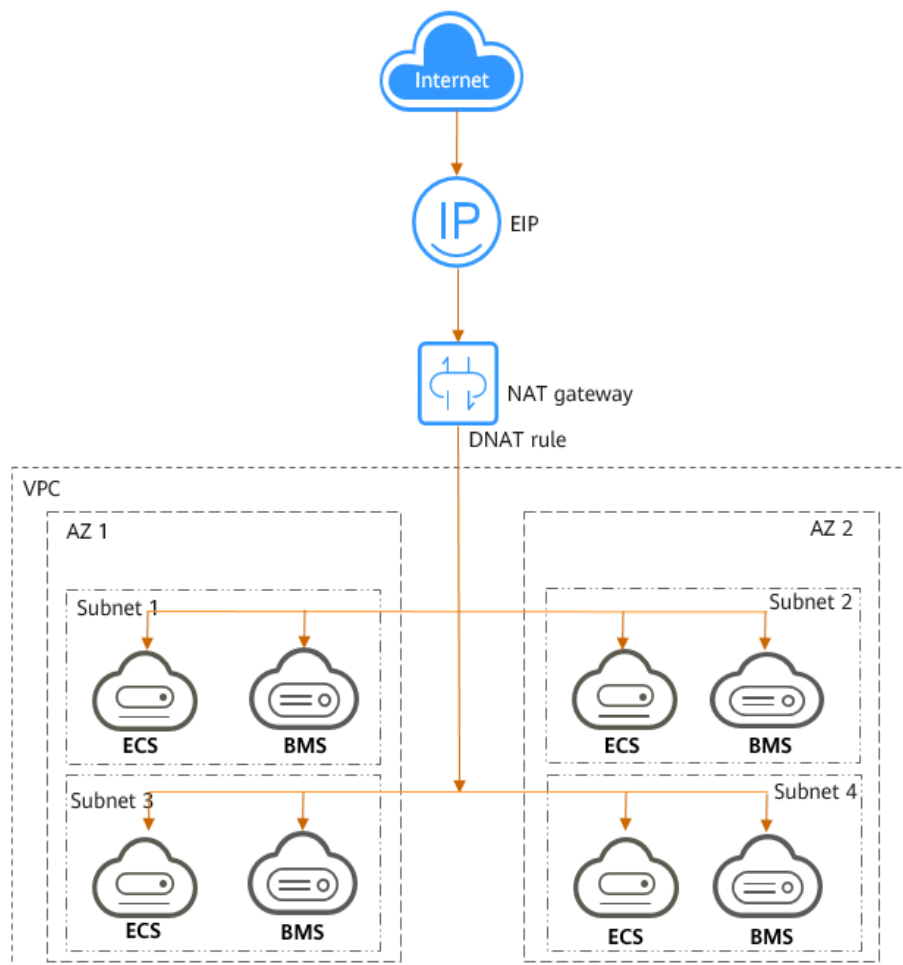 Internet
IP
EIP
NAT gateway
DNAT rule
VPC
AZ 1
AZ 2
Subnet 1
Subnet 2
ECS
BMS
ECS
BMS
Subnet 3
Subnet 4
ECS
BMS
ECS
BMS